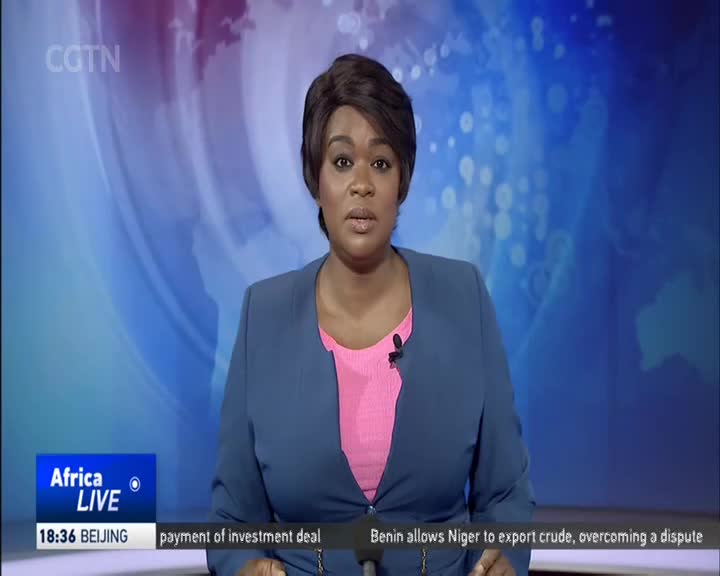 CGTN
Africa
LIVE
18:36 BEIJING
payment of investment deal Benin allows Niger to export crude, overcoming a dispute